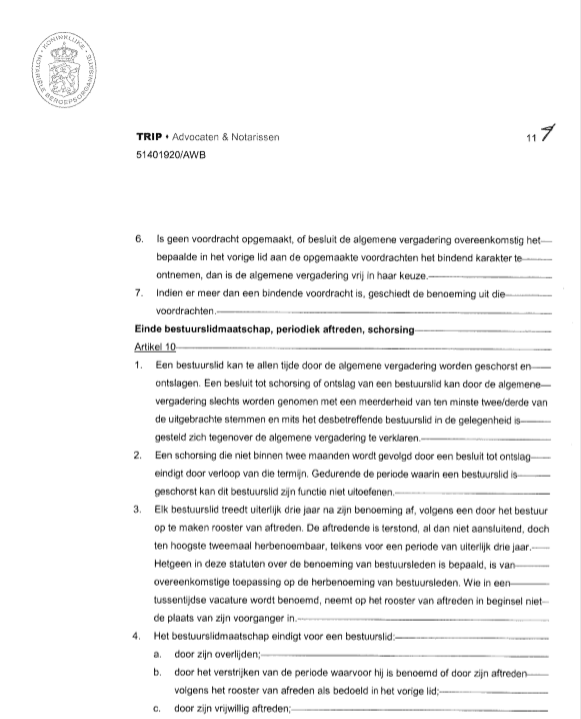 KONINKLIJKE
NOTARIËLE BEROEPSORGANISATIE
TRIP • Advocaten & Notarissen
11 7
51401920/AWB
6. Is geen voordracht opgemaakt, of besluit de algemene vergadering overeenkomstig het
bepaalde in het vorige lid aan de opgemaakte voordrachten het bindend karakter te
ontnemen, dan is de algemene vergadering vrij in haar keuze.
7. Indien er meer dan een bindende voordracht is, geschiedt de benoeming uit die
voordrachten.
Einde bestuurslidmaatschap, periodiek aftreden, schorsing
Artikel 10
1. Een bestuurslid kan te allen tijde door de algemene vergadering worden geschorst en
ontslagen. Een besluit tot schorsing of ontslag van een bestuurslid kan door de algemene
vergadering slechts worden genomen met een meerderheid van ten minste twee/derde van
de uitgebrachte stemmen en mits het desbetreffende bestuurslid in de gelegenheid is
gesteld zich tegenover de algemene vergadering te verklaren.
2. Een schorsing die niet binnen twee maanden wordt gevolgd door een besluit tot ontslag
eindigt door verloop van die termijn. Gedurende de periode waarin een bestuurslid is
geschorst kan dit bestuurslid zijn functie niet uitoefenen.
3. Elk bestuurslid treedt uiterlijk drie jaar na zijn benoeming af, volgens een door het bestuur
op te maken rooster van aftreden. De aftredende is terstond, al dan niet aansluitend, doch
ten hoogste tweemaal herbenoembaar, telkens voor een periode van uiterlijk drie jaar.
Hetgeen in deze statuten over de benoeming van bestuursleden is bepaald, is van
overeenkomstige toepassing op de herbenoeming van bestuursleden. Wie in een
tussentijdse vacature wordt benoemd, neemt op het rooster van aftreden in beginsel niet
de plaats van zijn voorganger in.
4. Het bestuurslidmaatschap eindigt voor een bestuurslid:
a. door zijn overlijden;
b. door het verstrijken van de periode waarvoor hij is benoemd of door zijn aftreden
volgens het rooster van afreden als bedoeld in het vorige lid;
c. door zijn vrijwillig aftreden;